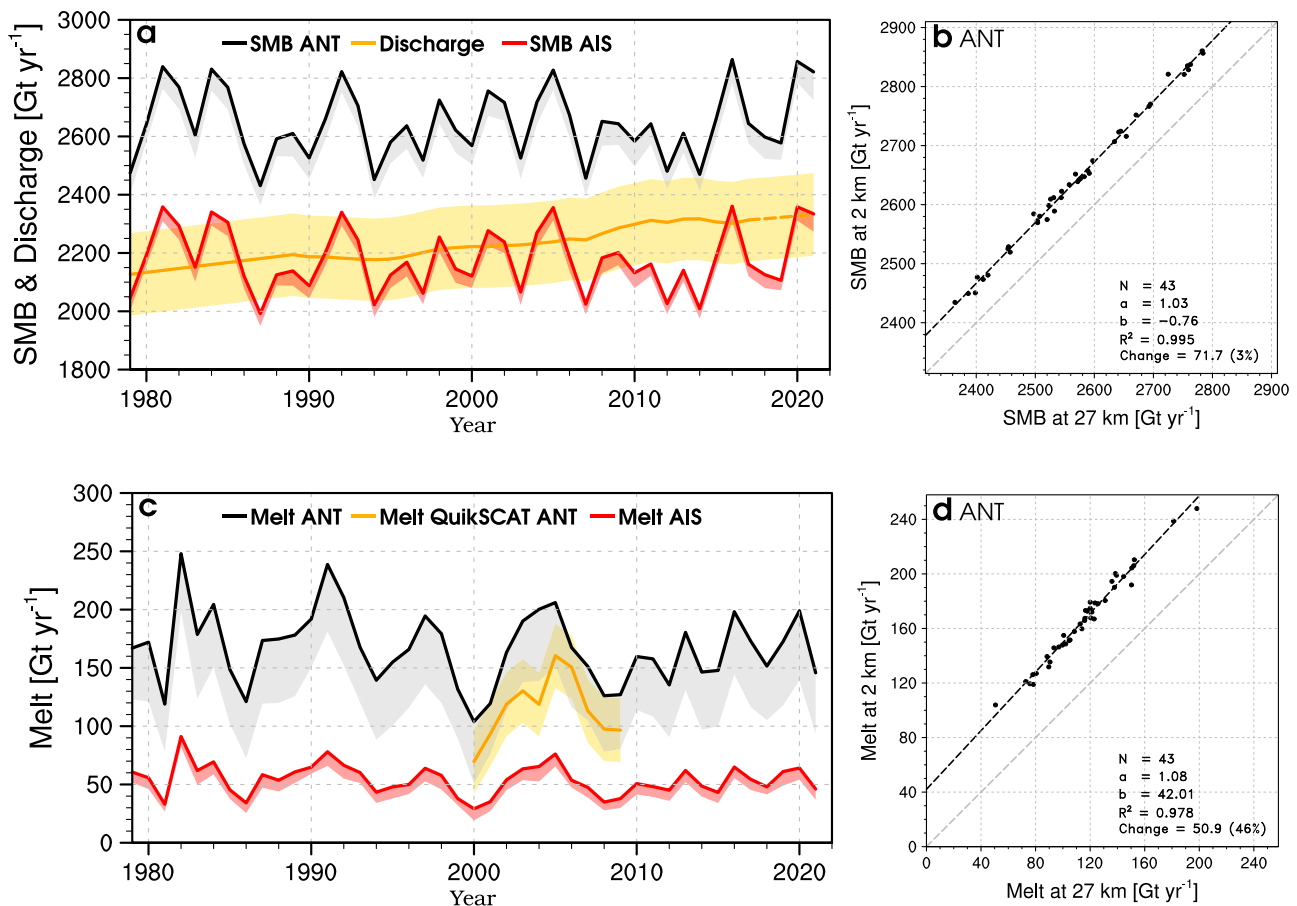 a
SMB ANT Discharge SMB AIS
SMB & Discharge [Gt yr⁻¹]
3000
2800
2600
2400
2200
2000
1800
1980 1990 2000 2010 2020
Year
b ANT
SMB at 2 km [Gt yr⁻¹]
2900
2800
2700
2600
2500
2400
N = 43
a = 1.03
b = −0.76
R² = 0.995
Change = 71.7 (3%)
2400 2500 2600 2700 2800 2900
SMB at 27 km [Gt yr⁻¹]
c
Melt ANT Melt QuikSCAT ANT Melt AIS
Melt [Gt yr⁻¹]
300
250
200
150
100
50
0
1980 1990 2000 2010 2020
Year
d ANT
Melt at 2 km [Gt yr⁻¹]
240
200
160
120
80
40
0
N = 43
a = 1.08
b = 42.01
R² = 0.978
Change = 50.9 (46%)
0 40 80 120 160 200 240
Melt at 27 km [Gt yr⁻¹]